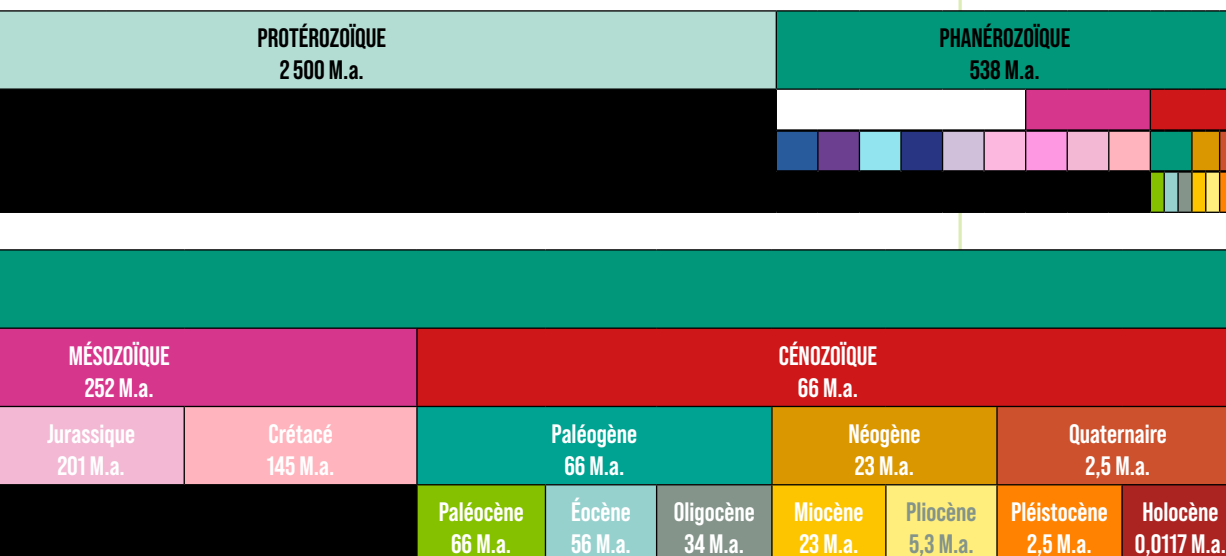 PROTÉROZOÏQUE
2 500 M.a.
PHANÉROZOÏQUE
538 M.a.
MÉSOZOÏQUE
252 M.a.
CÉNOZOÏQUE
66 M.a.
Jurassique
201 M.a.
Crétacé
145 M.a.
Paléogène
66 M.a.
Néogène
23 M.a.
Quaternaire
2,5 M.a.
Paléocène
66 M.a.
Éocène
56 M.a.
Oligocène
34 M.a.
Miocène
23 M.a.
Pliocène
5,3 M.a.
Pléistocène
2,5 M.a.
Holocène
0,0117 M.a.